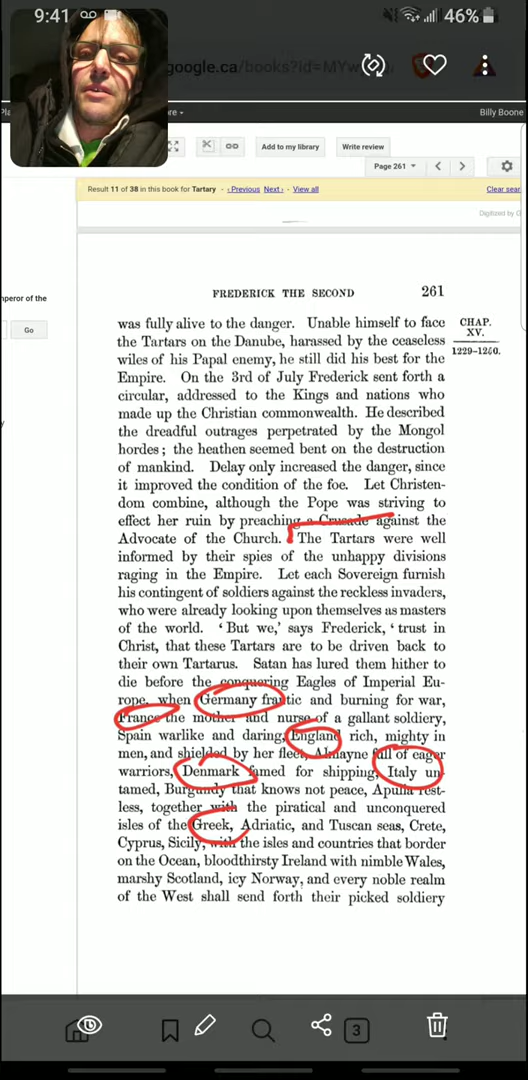 9:41
46%
google.ca/books?id=MYw
ore
Billy Boone
Add to my library
Write review
Page 261
Result 11 of 38 in this book for Tartary - ‹ Previous Next › - View all
Clear sear
Digitized by G
mperor of the
Go
FREDERICK THE SECOND 261
CHAP.
XV.
1229-1240.
was fully alive to the danger. Unable himself to face
the Tartars on the Danube, harassed by the ceaseless
wiles of his Papal enemy, he still did his best for the
Empire. On the 3rd of July Frederick sent forth a
circular, addressed to the Kings and nations who
made up the Christian commonwealth. He described
the dreadful outrages perpetrated by the Mongol
hordes; the heathen seemed bent on the destruction
of mankind. Delay only increased the danger, since
it improved the condition of the foe. Let Christen-
dom combine, although the Pope was striving to
effect her ruin by preaching a Crusade against the
Advocate of the Church. The Tartars were well
informed by their spies of the unhappy divisions
raging in the Empire. Let each Sovereign furnish
his contingent of soldiers against the reckless invaders,
who were already looking upon themselves as masters
of the world. ‘But we,’ says Frederick, ‘trust in
Christ, that these Tartars are to be driven back to
their own Tartarus. Satan has lured them hither to
die before the conquering Eagles of Imperial Eu-
rope, when Germany frantic and burning for war,
France the mother and nurse of a gallant soldiery,
Spain warlike and daring, England rich, mighty in
men, and shielded by her fleet, Almayne full of eager
warriors, Denmark famed for shipping, Italy un-
tamed, Burgundy that knows not peace, Apulia rest-
less, together with the piratical and unconquered
isles of the Greek, Adriatic, and Tuscan seas, Crete,
Cyprus, Sicily, with the isles and countries that border
on the Ocean, bloodthirsty Ireland with nimble Wales,
marshy Scotland, icy Norway, and every noble realm
of the West shall send forth their picked soldiery
3